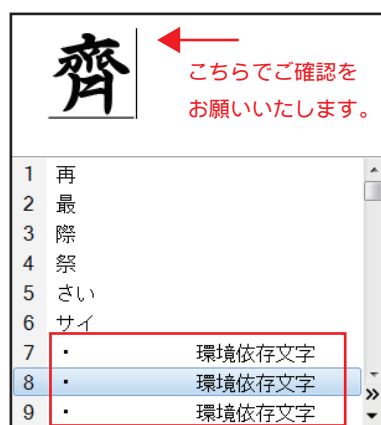 齊
こちらでご確認を
お願いいたします。
1 再
2 最
3 際
4 祭
5 さい
6 サイ
7 ・ 環境依存文字
8 ・ 環境依存文字
9 ・ 環境依存文字